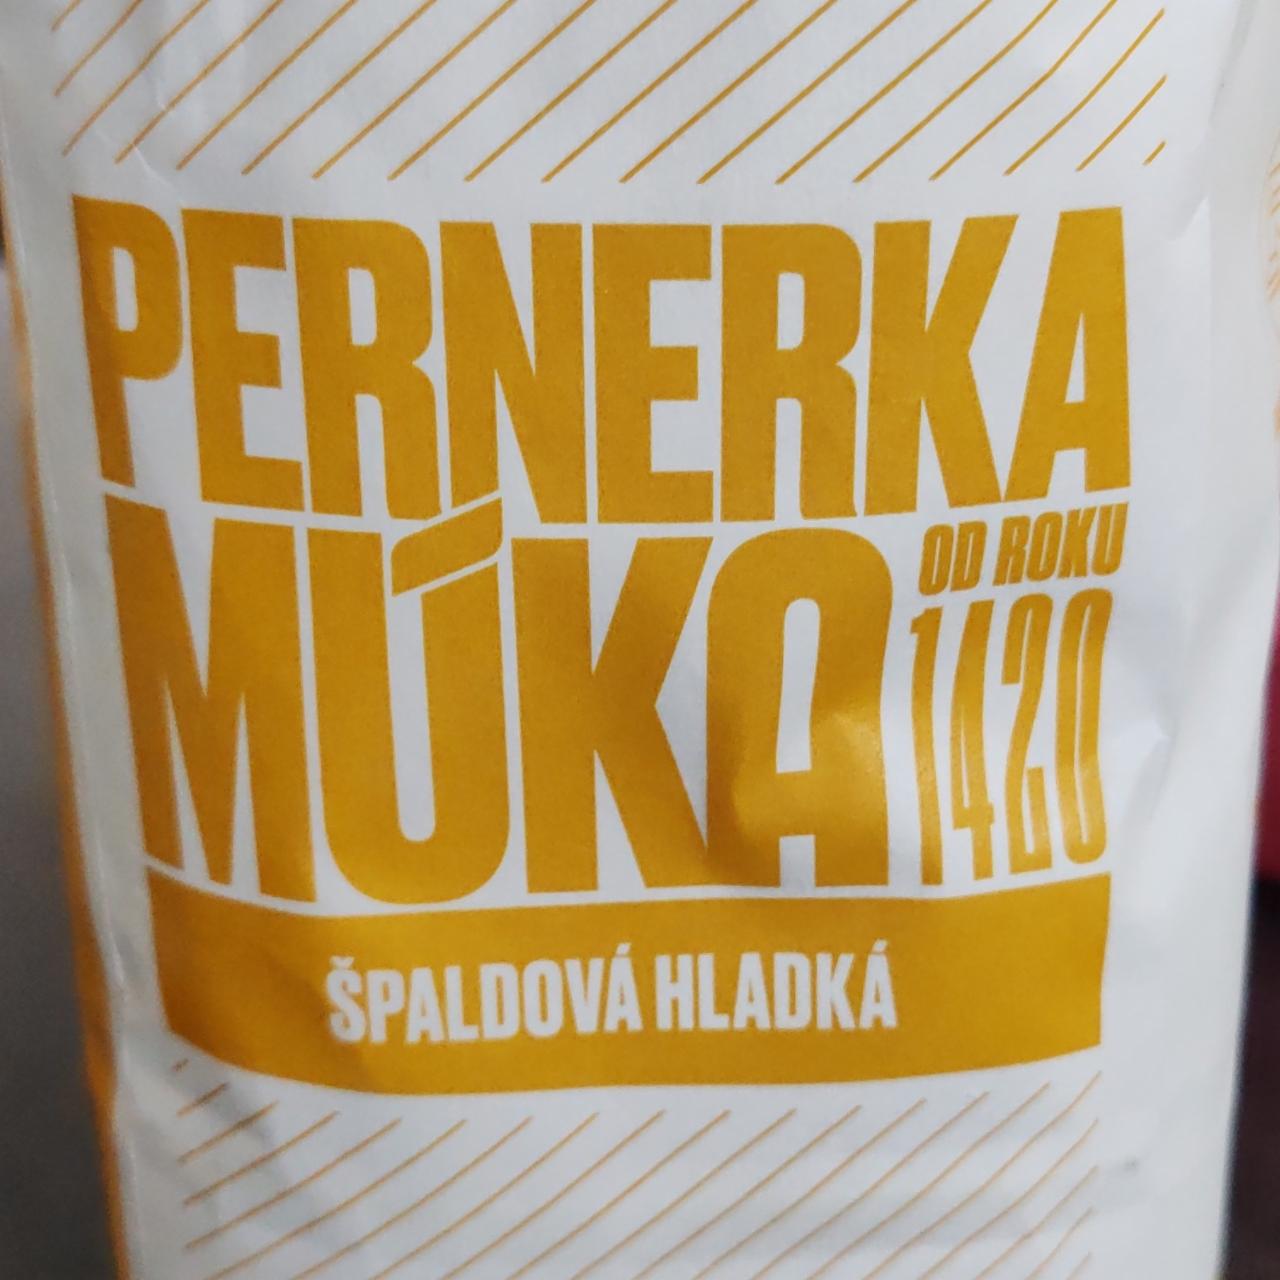 PERNERKA
MÚKA
OD ROKU
1420
ŠPALDOVÁ HLADKÁ